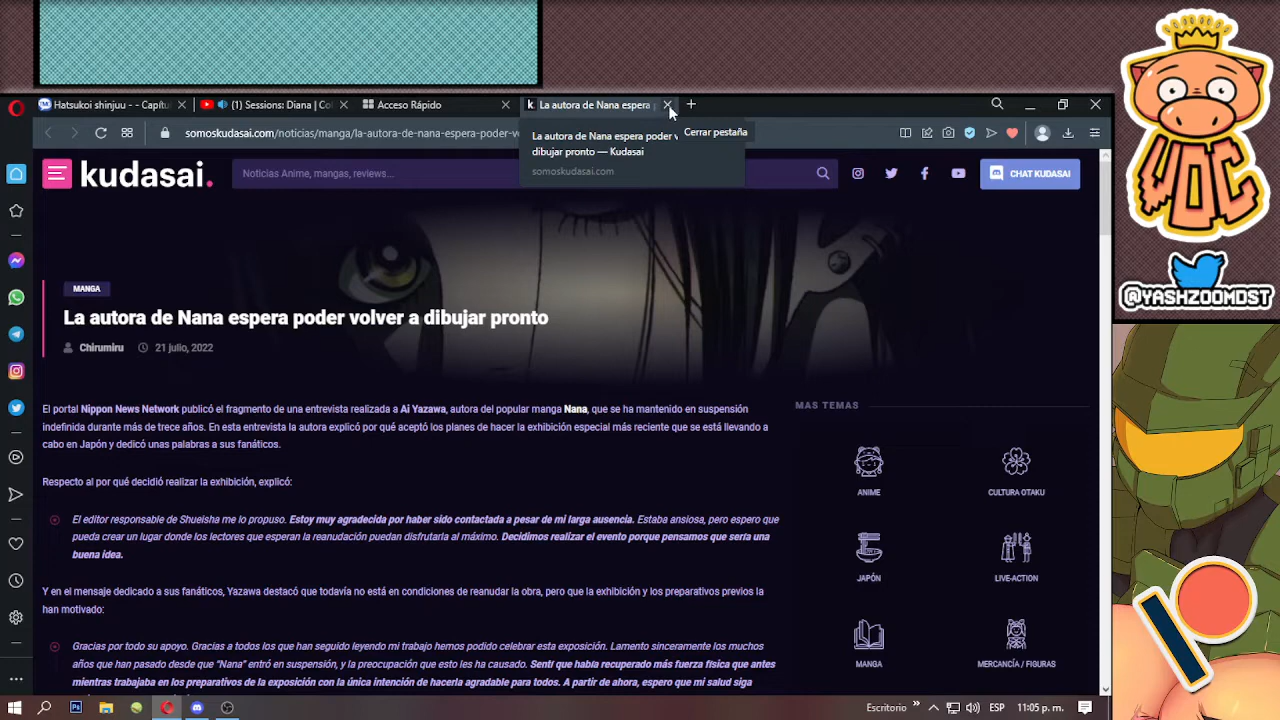 Hatsukoi shinjuu - - Capítu
(1) Sessions: Diana | Col
Acceso Rápido
La autora de Nana espera p
somoskudasai.com/noticias/manga/la-autora-de-nana-espera-poder-v
La autora de Nana espera poder v
dibujar pronto — Kudasai
somoskudasai.com
Cerrar pestaña
kudasai.
Noticias Anime, mangas, reviews...
CHAT KUDASAI
MANGA
La autora de Nana espera poder volver a dibujar pronto
Chirumiru
21 julio, 2022
El portal Nippon News Network publicó el fragmento de una entrevista realizada a Ai Yazawa, autora del popular manga Nana, que se ha mantenido en suspensión
indefinida durante más de trece años. En esta entrevista la autora explicó por qué aceptó los planes de hacer la exhibición especial más reciente que se está llevando a
cabo en Japón y dedicó unas palabras a sus fanáticos.
Respecto al por qué decidió realizar la exhibición, explicó:
El editor responsable de Shueisha me lo propuso. Estoy muy agradecida por haber sido contactada a pesar de mi larga ausencia. Estaba ansiosa, pero espero que
pueda crear un lugar donde los lectores que esperan la reanudación puedan disfrutarla al máximo. Decidimos realizar el evento porque pensamos que sería una
buena idea.
Y en el mensaje dedicado a sus fanáticos, Yazawa destacó que todavía no está en condiciones de reanudar la obra, pero que la exhibición y los preparativos previos la
han motivado:
Gracias por todo su apoyo. Gracias a todos los que han seguido leyendo mi trabajo hemos podido celebrar esta exposición. Lamento sinceramente los muchos
años que han pasado desde que "Nana" entró en suspensión, y la preocupación que esto les ha causado. Sentí que había recuperado más fuerza física que antes
mientras trabajaba en los preparativos de la exposición con la única intención de hacerla agradable para todos. A partir de ahora, espero que mi salud siga
MAS TEMAS
ANIME
CULTURA OTAKU
JAPÓN
LIVE-ACTION
MANGA
MERCANCÍA / FIGURAS
@YASHZOOMDST
Escritorio
ESP
11:05 p. m.